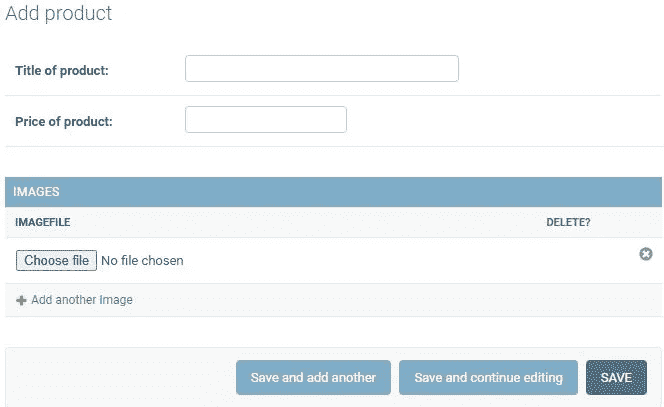 Add product
Title of product:
Price of product:
IMAGES
IMAGEFILE DELETE?
Choose file No file chosen
Add another Image
Save and add another Save and continue editing SAVE